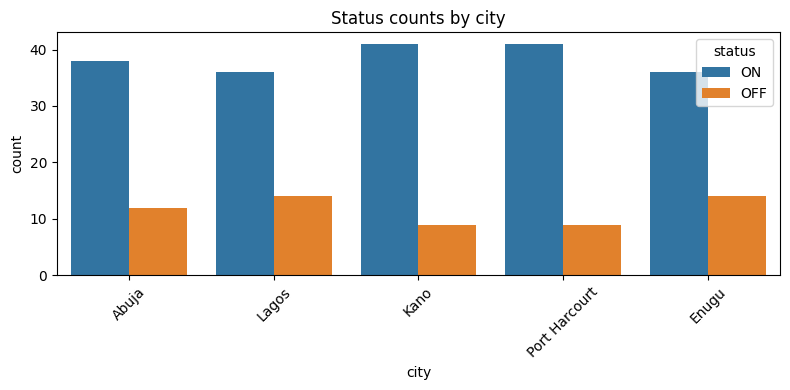 Status counts by city
count
40
30
20
10
0
status
ON
OFF
Abuja
Lagos
Kano
Port Harcourt
Enugu
city